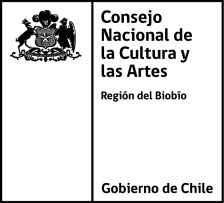 Consejo
Nacional de
la Cultura y
las Artes
Región del Biobío
Gobierno de Chile